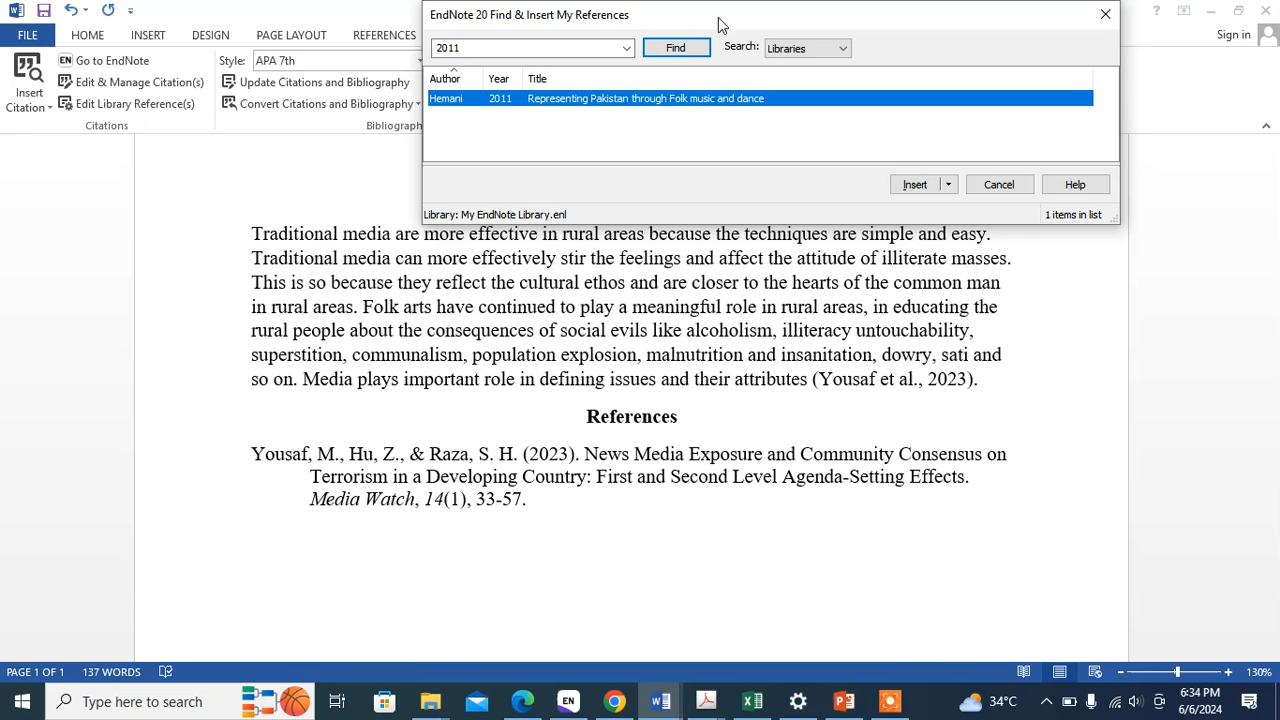 EndNote 20 Find & Insert My References
2011
Find
Search:
Libraries
Author
Year
Title
Hemani
2011
Representing Pakistan through Folk music and dance
Insert
Cancel
Help
Library: My EndNote Library.enl
1 items in list
Sign in
FILE
HOME
INSERT
DESIGN
PAGE LAYOUT
REFERENCES
Insert
Citation
EN Go to EndNote
Edit & Manage Citation(s)
Edit Library Reference(s)
Citations
Style:
APA 7th
Update Citations and Bibliography
Convert Citations and Bibliography
Bibliograph
Traditional media are more effective in rural areas because the techniques are simple and easy.
Traditional media can more effectively stir the feelings and affect the attitude of illiterate masses.
This is so because they reflect the cultural ethos and are closer to the hearts of the common man
in rural areas. Folk arts have continued to play a meaningful role in rural areas, in educating the
rural people about the consequences of social evils like alcoholism, illiteracy untouchability,
superstition, communalism, population explosion, malnutrition and insanitation, dowry, sati and
so on. Media plays important role in defining issues and their attributes (Yousaf et al., 2023).
References
Yousaf, M., Hu, Z., & Raza, S. H. (2023). News Media Exposure and Community Consensus on
Terrorism in a Developing Country: First and Second Level Agenda-Setting Effects.
Media Watch, 14(1), 33-57.
PAGE 1 OF 1
137 WORDS
130%
Type here to search
EN
34°C
6:34 PM
6/6/2024